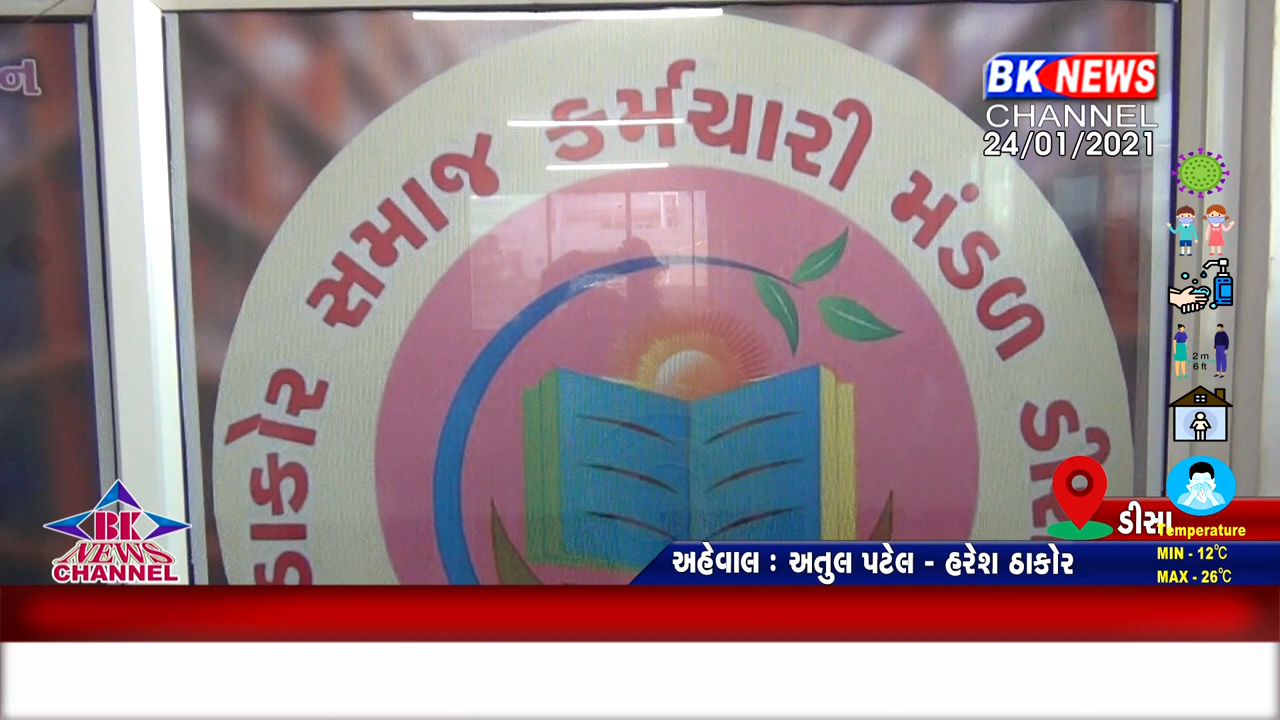 ઠાકોર સમાજ કર્મચારી મંડળ
BK NEWS
CHANNEL
24/01/2021
2 m
6 ft
ડીસા
Temperature
MIN - 12℃
MAX - 26℃
અહેવાલ : અતુલ પટેલ - હરેશ ઠાકોર
BK
NEWS
CHANNEL